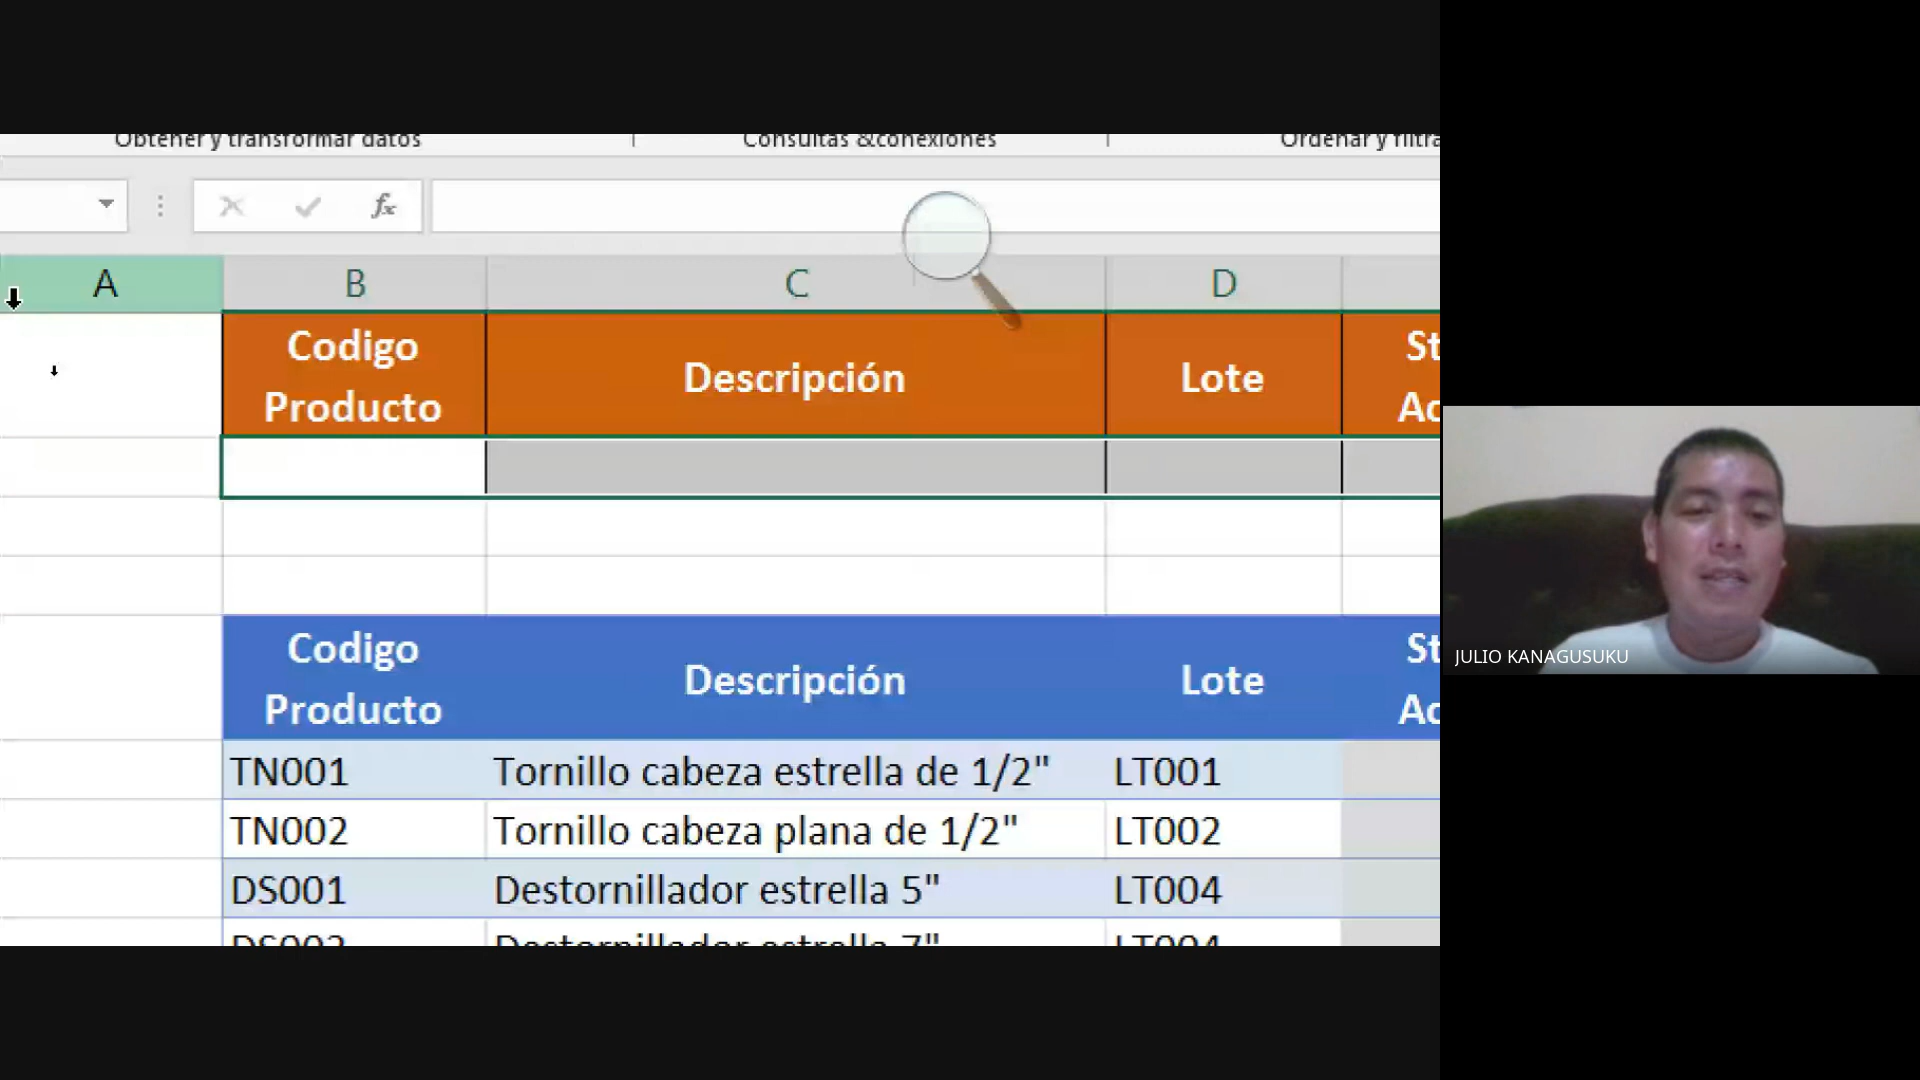 Obtener y transformar datos
Consultas & conexiones
Ordenar y filtra
fx
A B C D
Codigo Producto
Descripción
Lote
St
Ac
Codigo Producto
Descripción
Lote
St
Ac
TN001 Tornillo cabeza estrella de 1/2" LT001
TN002 Tornillo cabeza plana de 1/2" LT002
DS001 Destornillador estrella 5" LT004
DS002 Destornillador estrella 7" LT004
JULIO KANAGUSUKU